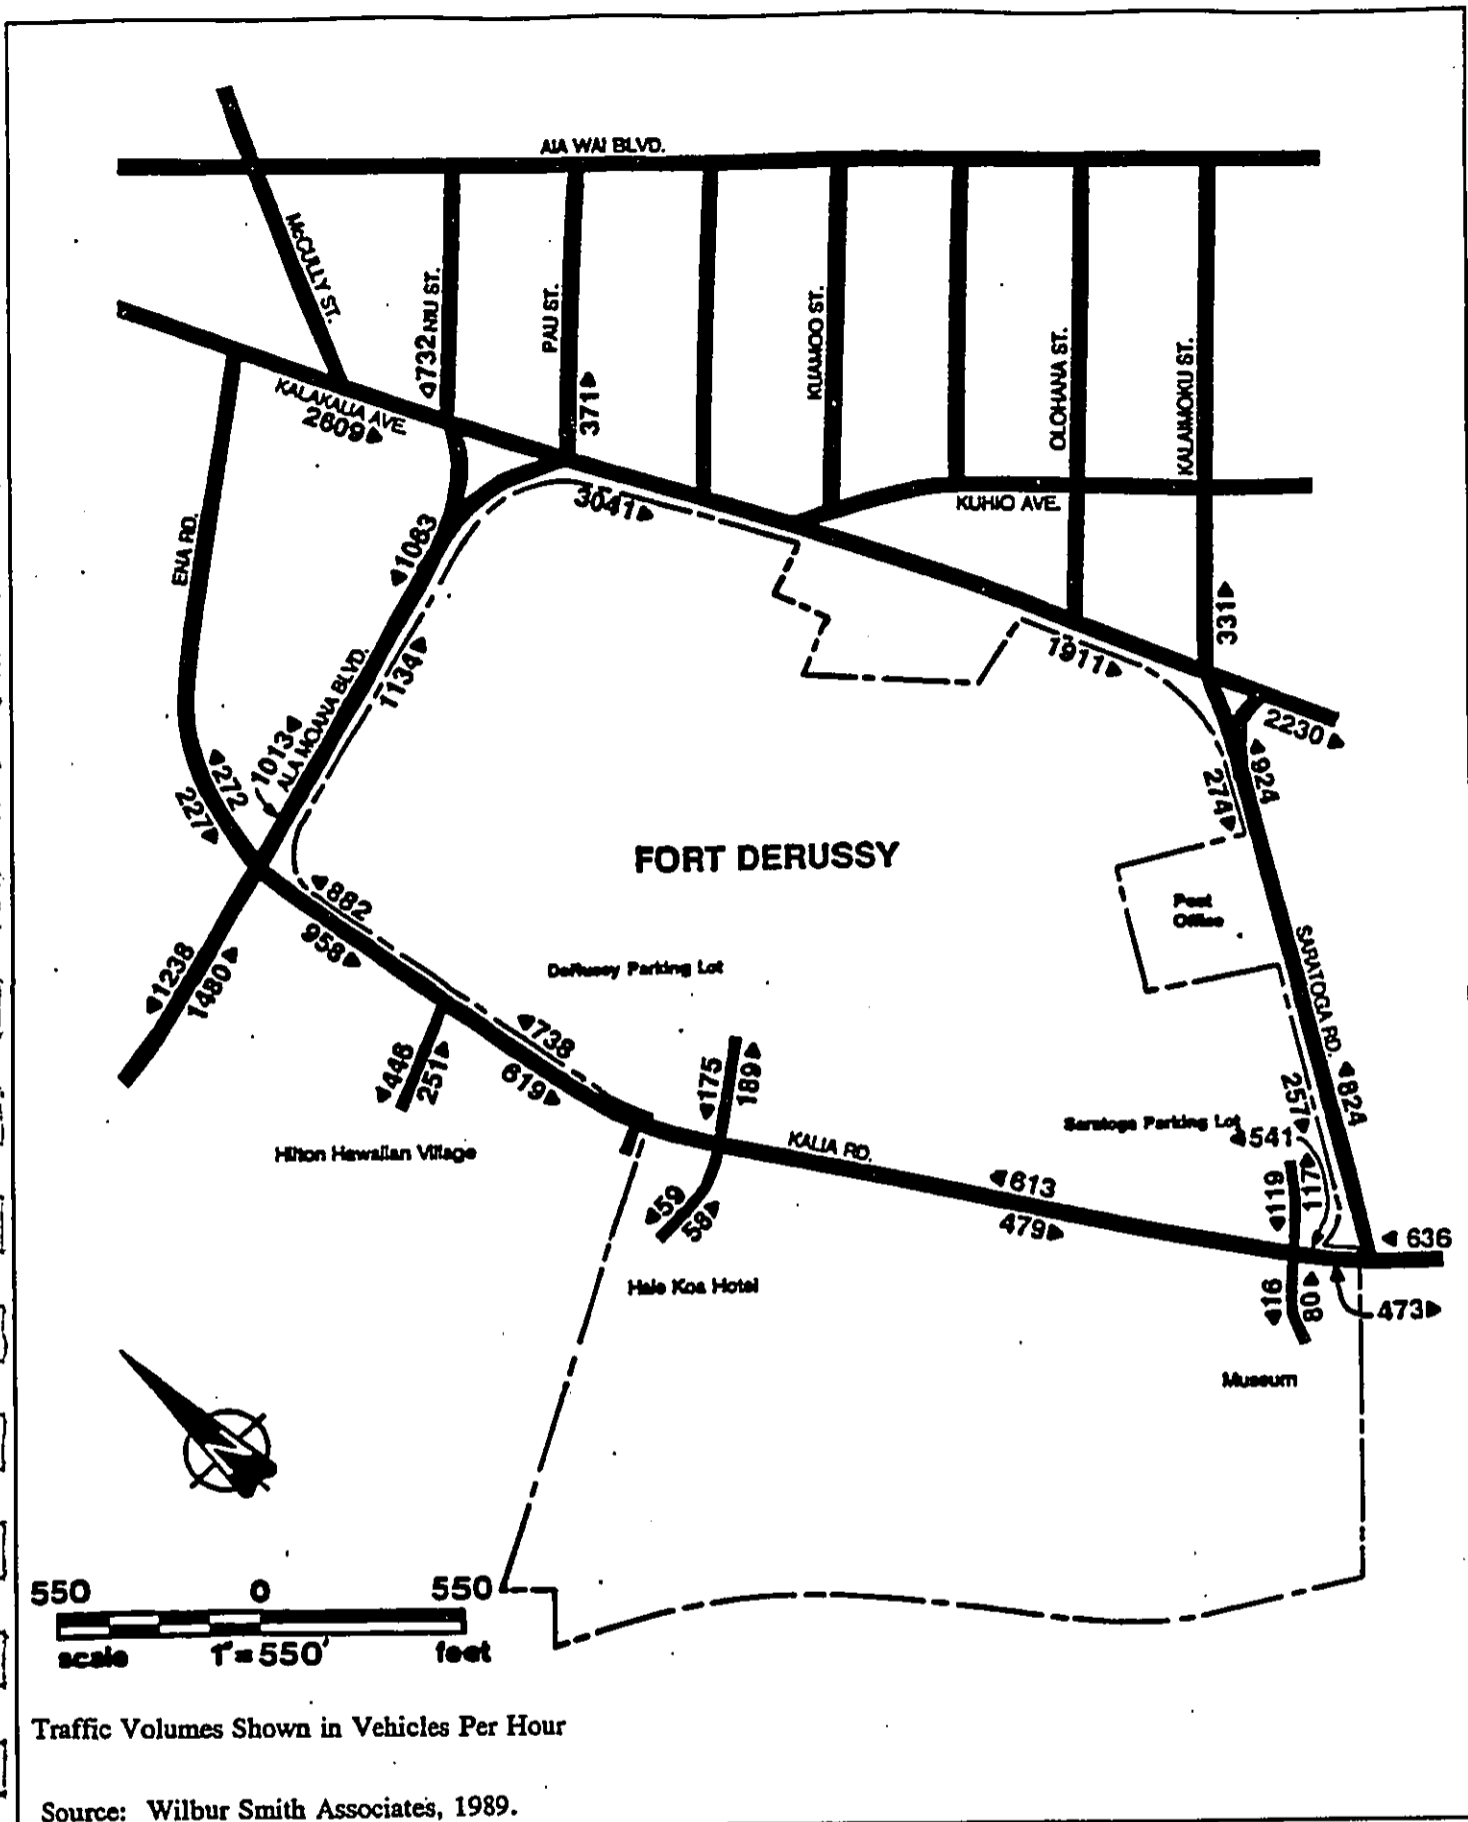 AIA WAI BLVD.
McCULLY ST.
732
NIU ST.
PAU ST.
371
KUAMOO ST.
OLOHANA ST.
KALAIMOKU ST.
KALAKAUA AVE.
2609
3041
KUHIO AVE.
ENA RD.
1083
1134
ALA MOANA BLVD.
1013
331
1911
2230
924
274
272
227
FORT DERUSSY
Post
Office
882
958
1238
1480
DeRussy Parking Lot
SARATOGA RD.
738
619
446
251
175
189
Hilton Hawaiian Village
KALIA RD.
824
257
Saratoga Parking Lot
541
117
119
613
479
59
58
636
Hale Koa Hotel
16
80
473
Museum
550 0 550
scale 1"=550' feet
Traffic Volumes Shown in Vehicles Per Hour
Source: Wilbur Smith Associates, 1989.